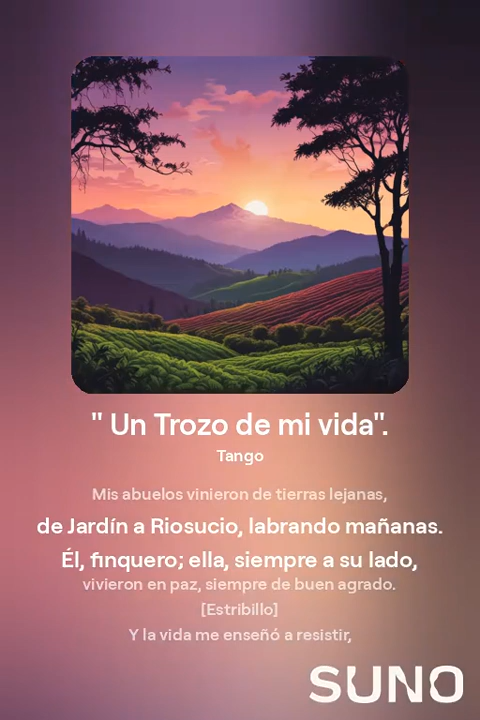 " Un Trozo de mi vida".
Tango
Mis abuelos vinieron de tierras lejanas,
de Jardín a Riosucio, labrando mañanas.
Él, finquero; ella, siempre a su lado,
vivieron en paz, siempre de buen agrado.
[Estribillo]
Y la vida me enseñó a resistir,
SUNO